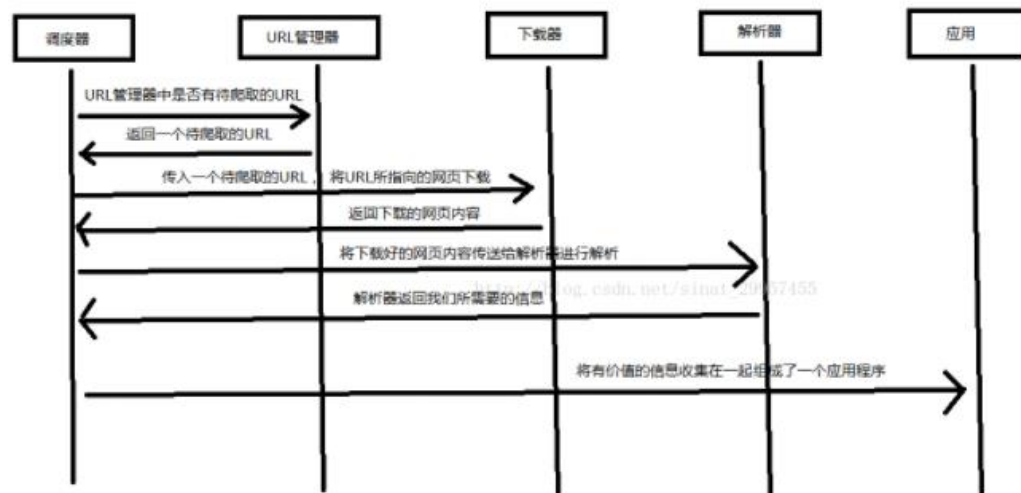 调度器
URL管理器
下载器
解析器
应用
URL管理器中是否有待爬取的URL
返回一个待爬取的URL
传入一个待爬取的URL， 将URL所指向的网页下载
返回下载的网页内容
将下载好的网页内容传送给解析器进行解析
http://blog.csdn.net/sinat_29957455
解析器返回我们所需要的信息
将有价值的信息收集在一起组成了一个应用程序